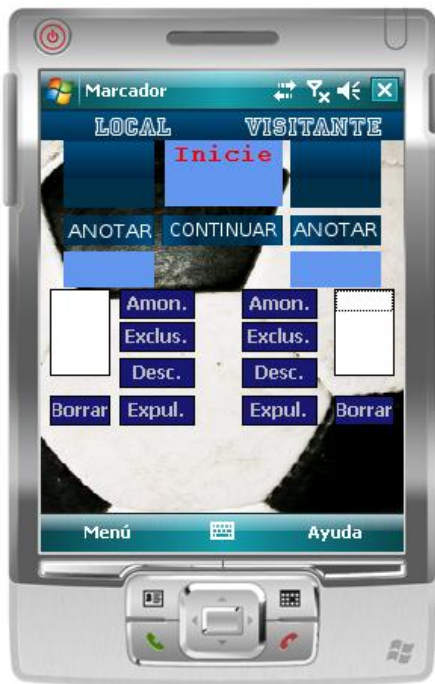 Marcador
LOCAL VISITANTE
Inicie
ANOTAR CONTINUAR ANOTAR
Amon. Amon.
Exclus. Exclus.
Desc. Desc.
Borrar Expul. Expul. Borrar
Menú Ayuda